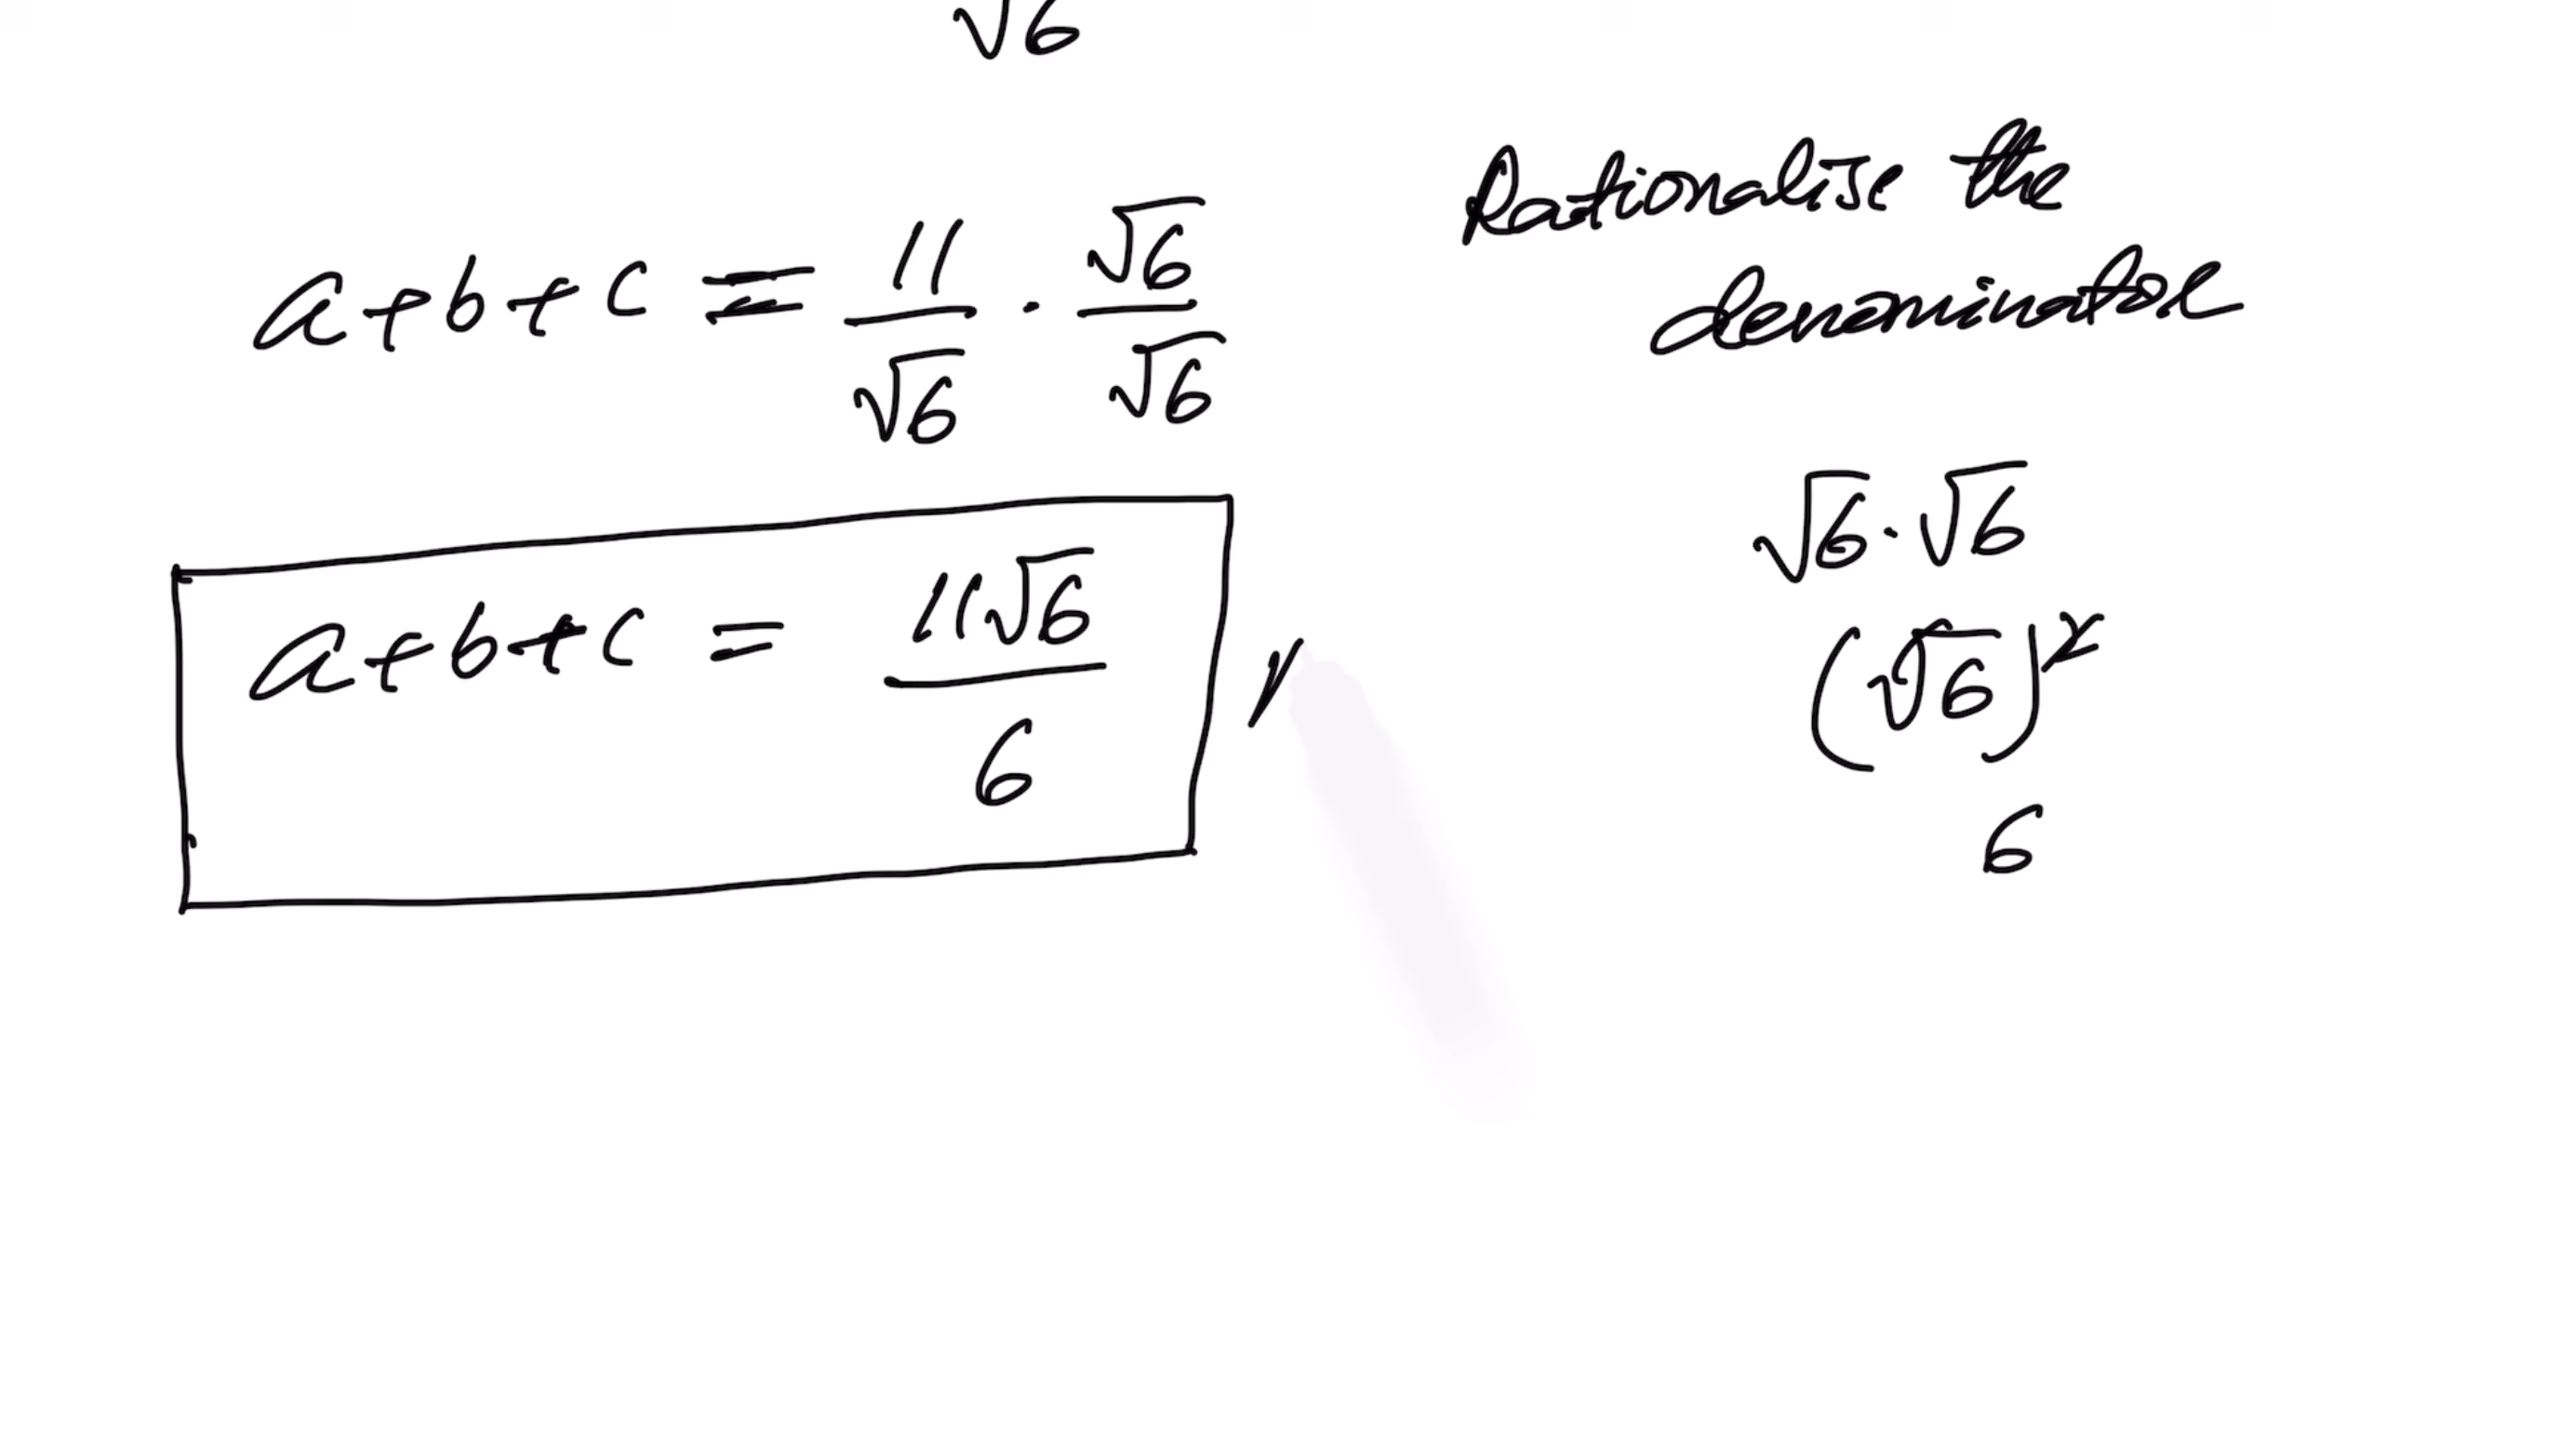 √6
Rationalise the
denominator
a+b+c = 11/√6 · √6/√6
√6·√6
a+b+c = 11√6/6
(√6)²
6